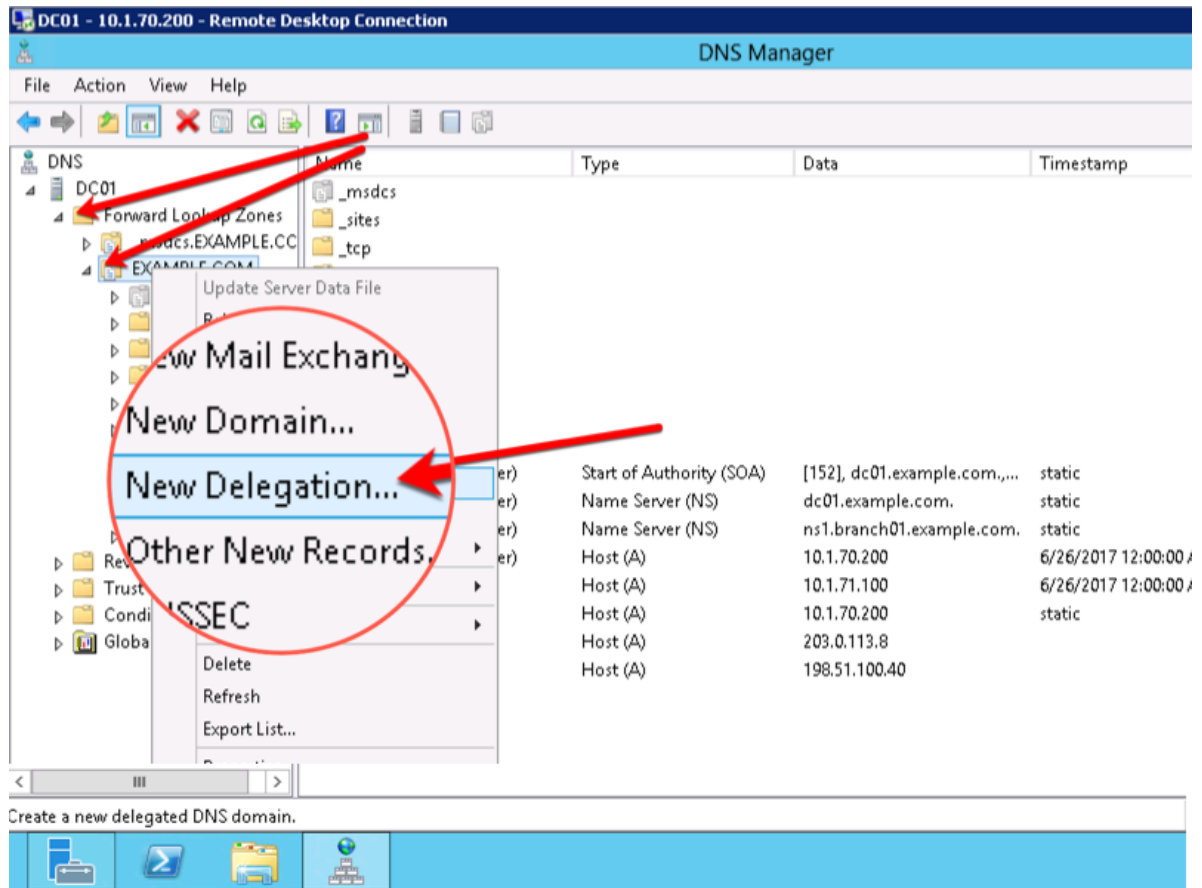 DC01 - 10.1.70.200 - Remote Desktop Connection
DNS Manager
File Action View Help
DNS
DC01
Forward Lookup Zones
EXAMPLE.COM
Name Type Data Timestamp
_msdcs
_sites
_tcp
Update Server Data File
New Domain...
New Delegation...
Other New Records.
Delete
Refresh
Export List...
er) Start of Authority (SOA) [152], dc01.example.com.,... static
er) Name Server (NS) dc01.example.com. static
er) Name Server (NS) ns1.branch01.example.com. static
er) Host (A) 10.1.70.200 6/26/2017 12:00:00 A
Host (A) 10.1.71.100 6/26/2017 12:00:00 A
Host (A) 10.1.70.200 static
Host (A) 203.0.113.8
Host (A) 198.51.100.40
Trust
Condi
Globa
Create a new delegated DNS domain.